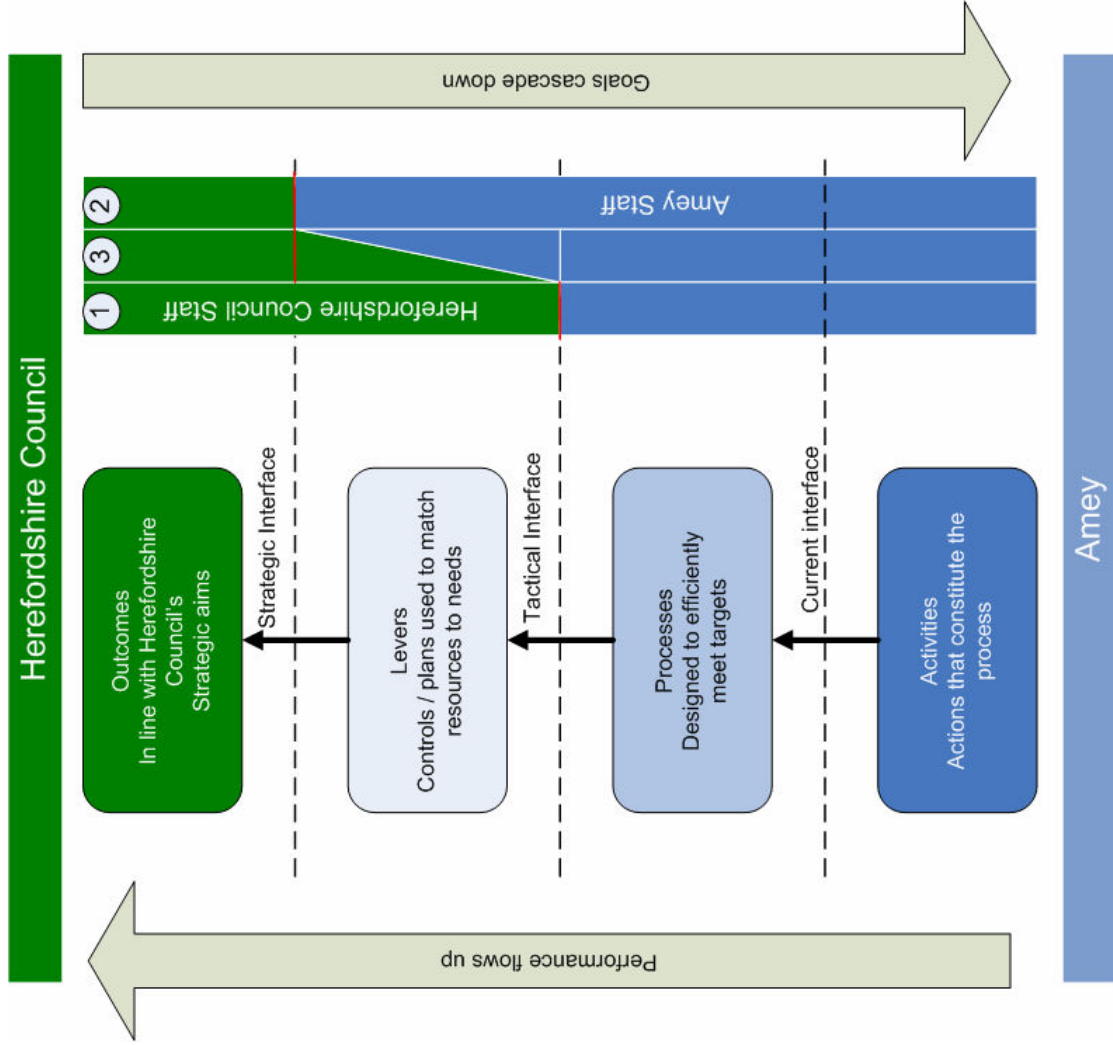 Herefordshire Council
Goals cascade down
2
3
1
Herefordshire Council Staff
Amey Staff
Outcomes
In line with Herefordshire
Council's
Strategic aims
Strategic Interface
Levers
Controls / plans used to match
resources to needs
Tactical Interface
Processes
Designed to efficiently
meet targets
Current interface
Activities
Actions that constitute the
process
Performance flows up
Amey